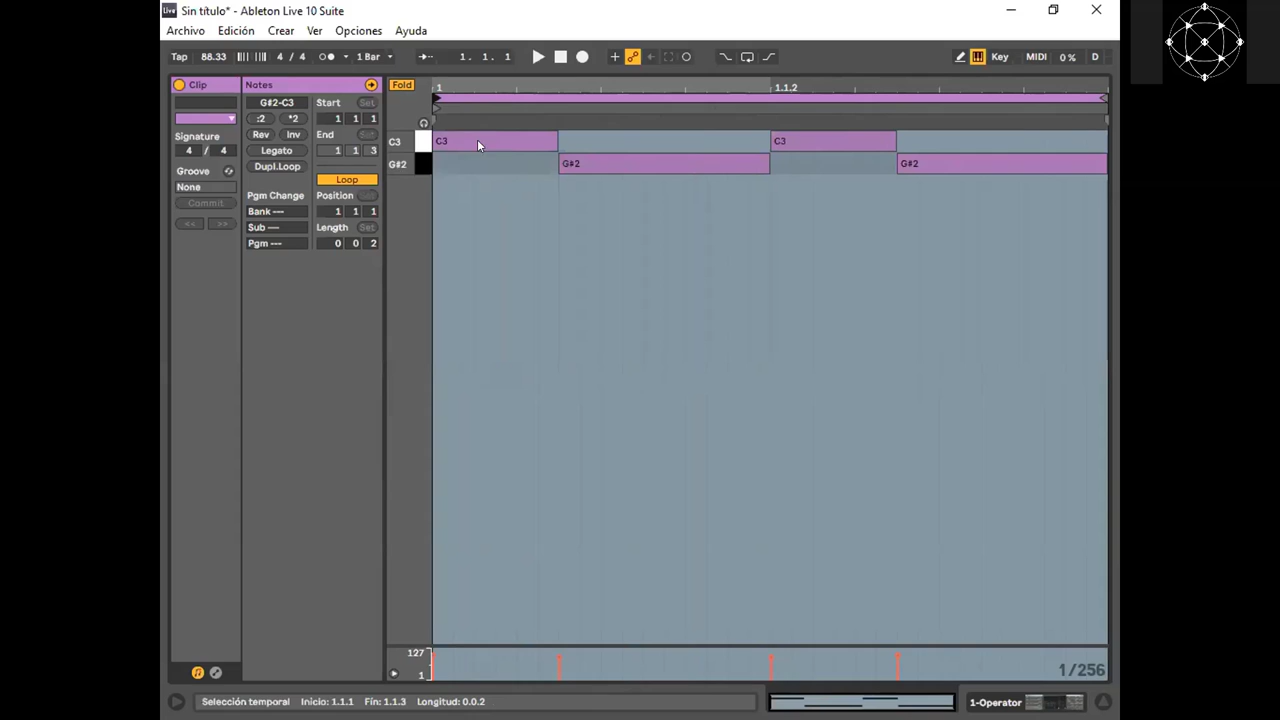 Live Sin título* - Ableton Live 10 Suite
Archivo Edición Crear Ver Opciones Ayuda
Tap 88.33 4 / 4 1 Bar 1. 1. 1 Key MIDI 0 % D
Clip Notes Fold 1 1.1.2
G#2-C3 Start Set
:2 *2 1 1 1
Signature Rev Inv End Set
4 / 4 Legato 1 1 3
Groove Dupl.Loop
None Loop
Commit Pgm Change Position
<< >> Bank --- 1 1 1
Sub --- Length Set
Pgm --- 0 0 2
C3 C3 C3
G#2 G#2 G#2
127
1 1/256
Selección temporal Inicio: 1.1.1 Fín: 1.1.3 Longitud: 0.0.2 1-Operator